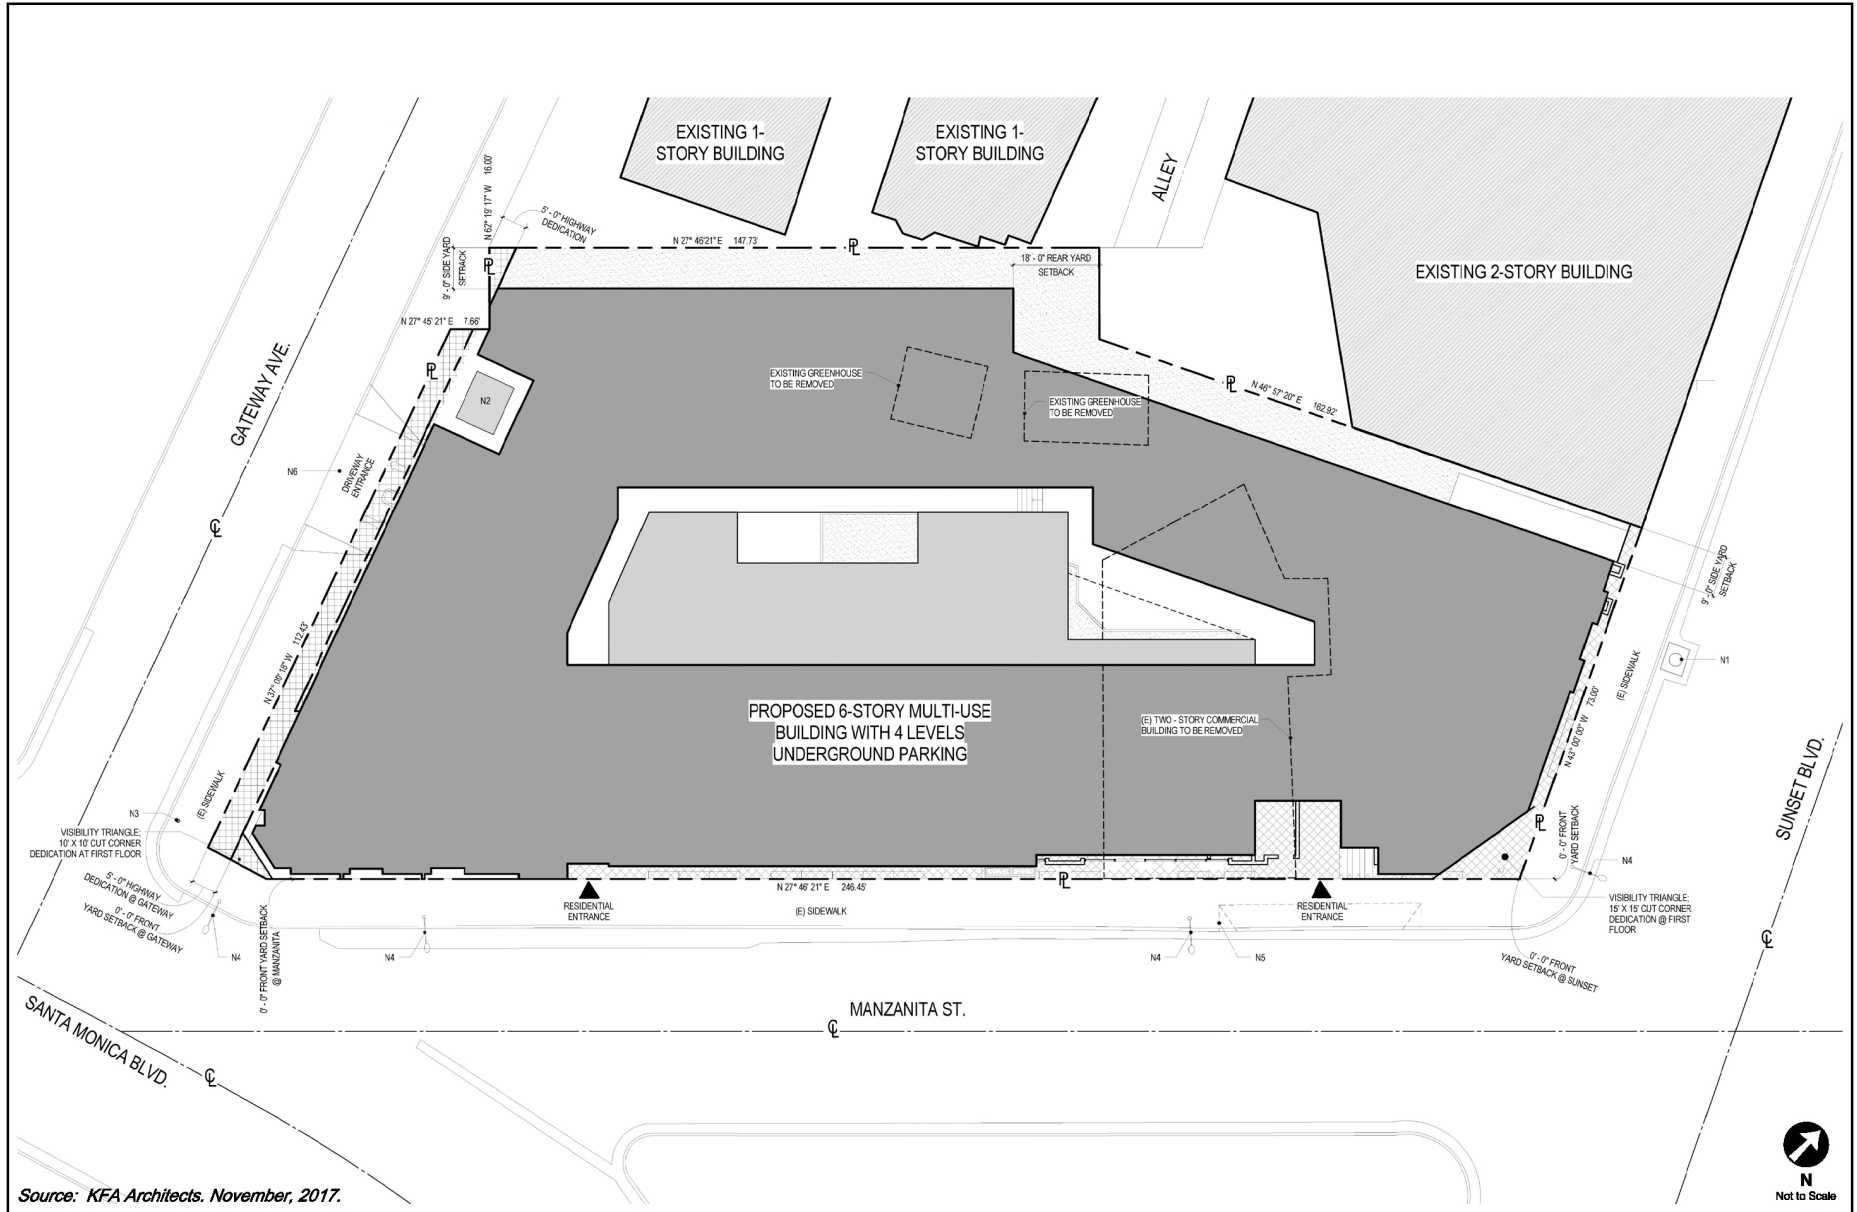 EXISTING 1-
STORY BUILDING
EXISTING 1-
STORY BUILDING
ALLEY
EXISTING 2-STORY BUILDING
N 62° 19' 17" W 16.00'
5' - 0" HIGHWAY
DEDICATION
9' - 0" SIDE YARD
SETBACK
PL
N 27° 46'21" E 147.73'
PL
18' - 0" REAR YARD
SETBACK
N 27° 45' 21" E 7.66'
PL
GATEWAY AVE.
N2
EXISTING GREENHOUSE
TO BE REMOVED
EXISTING GREENHOUSE
TO BE REMOVED
PL
N 46° 57' 20" E 162.92'
N6
DRIVEWAY
ENTRANCE
CL
9' - 0" SIDE YARD
SETBACK
N 37° 00' 18" W 112.43'
(E) SIDEWALK
N1
PROPOSED 6-STORY MULTI-USE
BUILDING WITH 4 LEVELS
UNDERGROUND PARKING
(E) TWO - STORY COMMERCIAL
BUILDING TO BE REMOVED
N 43° 00' 00" W 73.00'
SUNSET BLVD.
(E) SIDEWALK
N3
VISIBILITY TRIANGLE;
10' X 10' CUT CORNER
DEDICATION AT FIRST FLOOR
PL
0' - 0" FRONT
YARD SETBACK
N4
5' - 0" HIGHWAY
DEDICATION @ GATEWAY
0' - 0" FRONT
YARD SETBACK @ GATEWAY
N4
0' - 0" FRONT YARD SETBACK
@ MANZANITA
RESIDENTIAL
ENTRANCE
N 27° 46' 21" E 246.45'
(E) SIDEWALK
PL
RESIDENTIAL
ENTRANCE
VISIBILITY TRIANGLE;
15' X 15' CUT CORNER
DEDICATION @ FIRST
FLOOR
N4
N4
N5
0' - 0" FRONT
YARD SETBACK @ SUNSET
CL
SANTA MONICA BLVD.
CL
MANZANITA ST.
CL
N
Not to Scale
Source: KFA Architects. November, 2017.